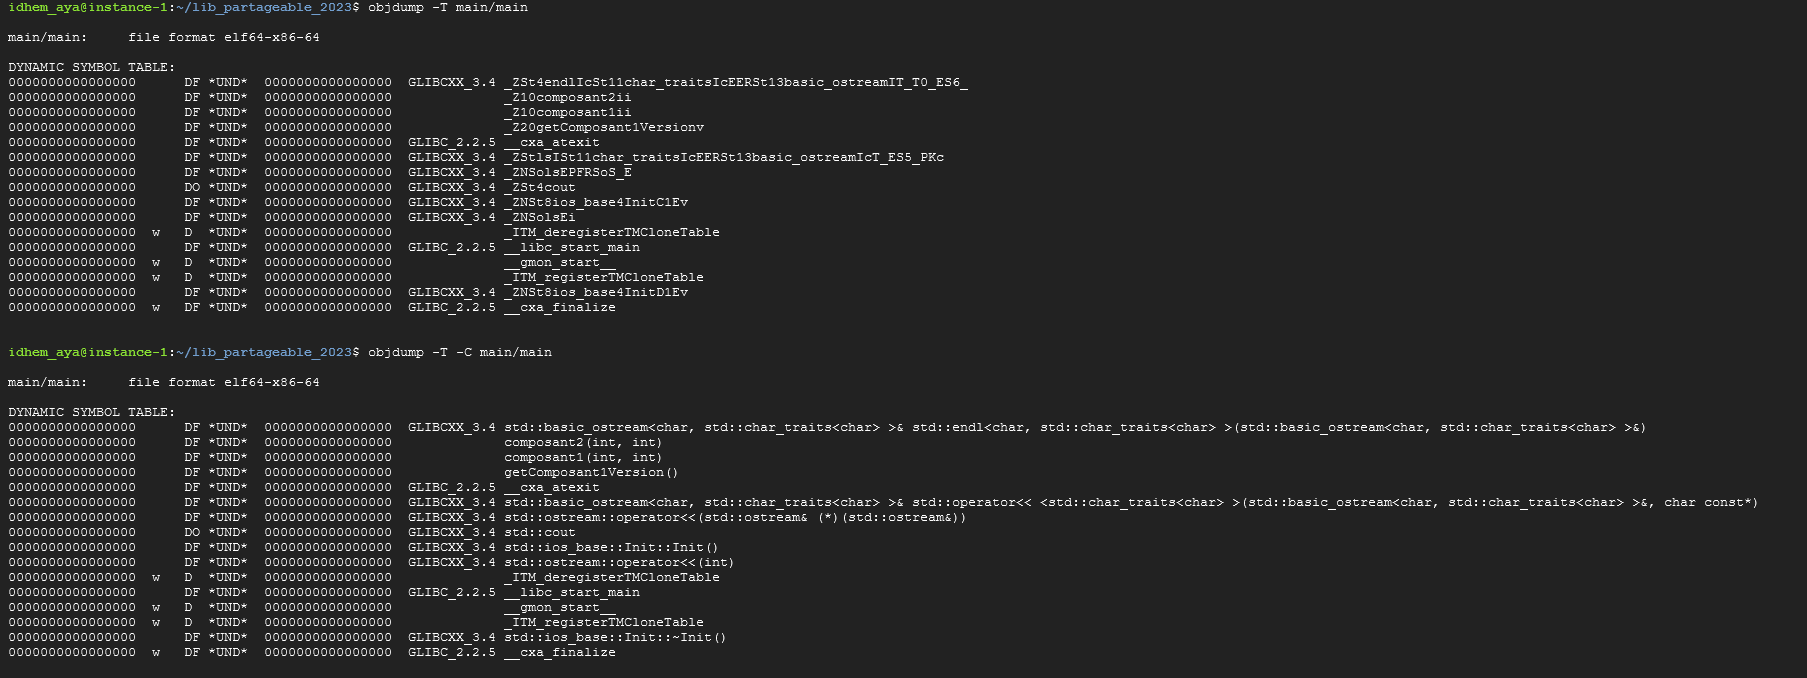 idhem_aya@instance-1:~/lib_partageable_2023$ objdump -T main/main
main/main:     file format elf64-x86-64
DYNAMIC SYMBOL TABLE:
0000000000000000      DF *UND*  0000000000000000  GLIBCXX_3.4 _ZSt4endlIcSt11char_traitsIcEERSt13basic_ostreamIT_T0_ES6_
0000000000000000      DF *UND*  0000000000000000              _Z10composant2ii
0000000000000000      DF *UND*  0000000000000000              _Z10composant1ii
0000000000000000      DF *UND*  0000000000000000              _Z20getComposant1Versionv
0000000000000000      DF *UND*  0000000000000000  GLIBC_2.2.5 __cxa_atexit
0000000000000000      DF *UND*  0000000000000000  GLIBCXX_3.4 _ZStlsISt11char_traitsIcEERSt13basic_ostreamIcT_ES5_PKc
0000000000000000      DF *UND*  0000000000000000  GLIBCXX_3.4 _ZNSolsEPFRSoS_E
0000000000000000      DO *UND*  0000000000000000  GLIBCXX_3.4 _ZSt4cout
0000000000000000      DF *UND*  0000000000000000  GLIBCXX_3.4 _ZNSt8ios_base4InitC1Ev
0000000000000000      DF *UND*  0000000000000000  GLIBCXX_3.4 _ZNSolsEi
0000000000000000  w   D  *UND*  0000000000000000              _ITM_deregisterTMCloneTable
0000000000000000      DF *UND*  0000000000000000  GLIBC_2.2.5 __libc_start_main
0000000000000000  w   D  *UND*  0000000000000000              __gmon_start__
0000000000000000  w   D  *UND*  0000000000000000              _ITM_registerTMCloneTable
0000000000000000      DF *UND*  0000000000000000  GLIBCXX_3.4 _ZNSt8ios_base4InitD1Ev
0000000000000000  w   DF *UND*  0000000000000000  GLIBC_2.2.5 __cxa_finalize
idhem_aya@instance-1:~/lib_partageable_2023$ objdump -T -C main/main
main/main:     file format elf64-x86-64
DYNAMIC SYMBOL TABLE:
0000000000000000      DF *UND*  0000000000000000  GLIBCXX_3.4 std::basic_ostream<char, std::char_traits<char> >& std::endl<char, std::char_traits<char> >(std::basic_ostream<char, std::char_traits<char> >&)
0000000000000000      DF *UND*  0000000000000000              composant2(int, int)
0000000000000000      DF *UND*  0000000000000000              composant1(int, int)
0000000000000000      DF *UND*  0000000000000000              getComposant1Version()
0000000000000000      DF *UND*  0000000000000000  GLIBC_2.2.5 __cxa_atexit
0000000000000000      DF *UND*  0000000000000000  GLIBCXX_3.4 std::basic_ostream<char, std::char_traits<char> >& std::operator<< <std::char_traits<char> >(std::basic_ostream<char, std::char_traits<char> >&, char const*)
0000000000000000      DF *UND*  0000000000000000  GLIBCXX_3.4 std::ostream::operator<<(std::ostream& (*)(std::ostream&))
0000000000000000      DO *UND*  0000000000000000  GLIBCXX_3.4 std::cout
0000000000000000      DF *UND*  0000000000000000  GLIBCXX_3.4 std::ios_base::Init::Init()
0000000000000000      DF *UND*  0000000000000000  GLIBCXX_3.4 std::ostream::operator<<(int)
0000000000000000  w   D  *UND*  0000000000000000              _ITM_deregisterTMCloneTable
0000000000000000      DF *UND*  0000000000000000  GLIBC_2.2.5 __libc_start_main
0000000000000000  w   D  *UND*  0000000000000000              __gmon_start__
0000000000000000  w   D  *UND*  0000000000000000              _ITM_registerTMCloneTable
0000000000000000      DF *UND*  0000000000000000  GLIBCXX_3.4 std::ios_base::Init::~Init()
0000000000000000  w   DF *UND*  0000000000000000  GLIBC_2.2.5 __cxa_finalize